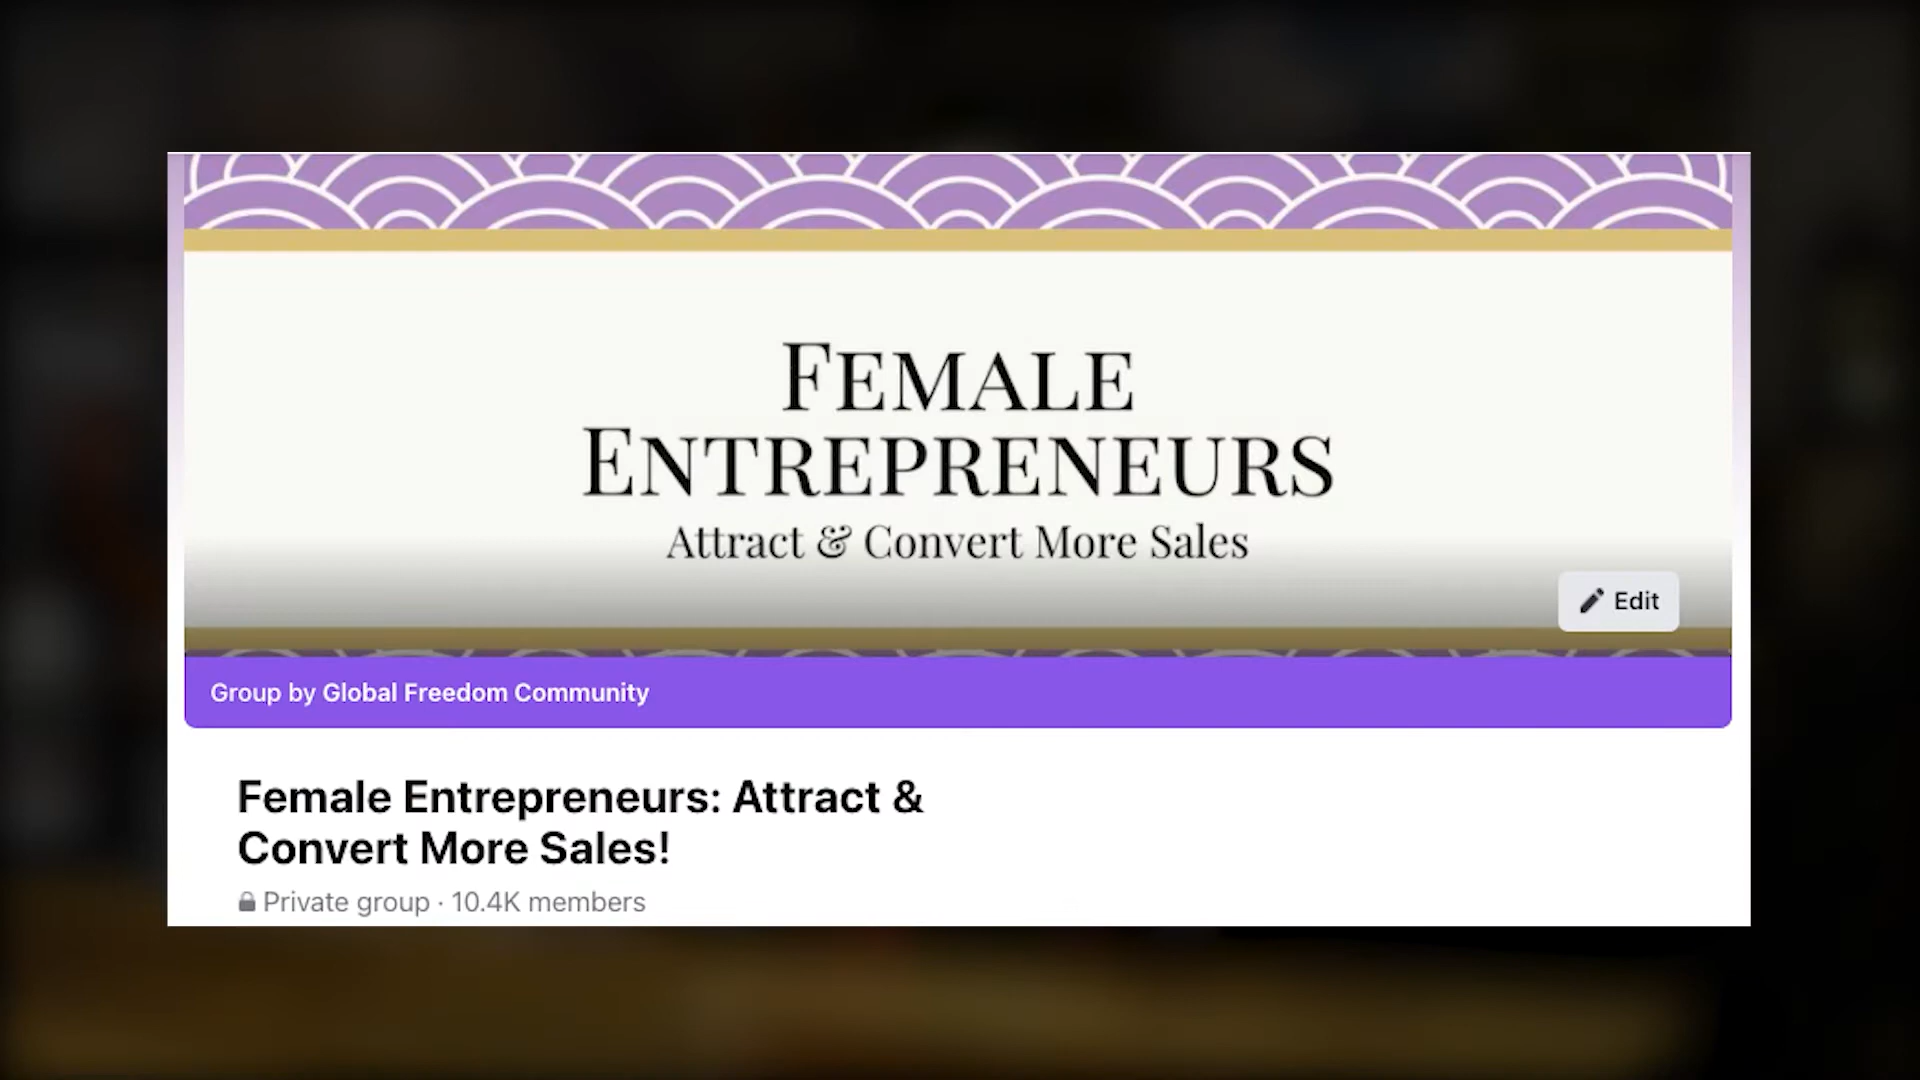 FEMALE
ENTREPRENEURS
Attract & Convert More Sales
Edit
Group by Global Freedom Community
Female Entrepreneurs: Attract &
Convert More Sales!
Private group · 10.4K members